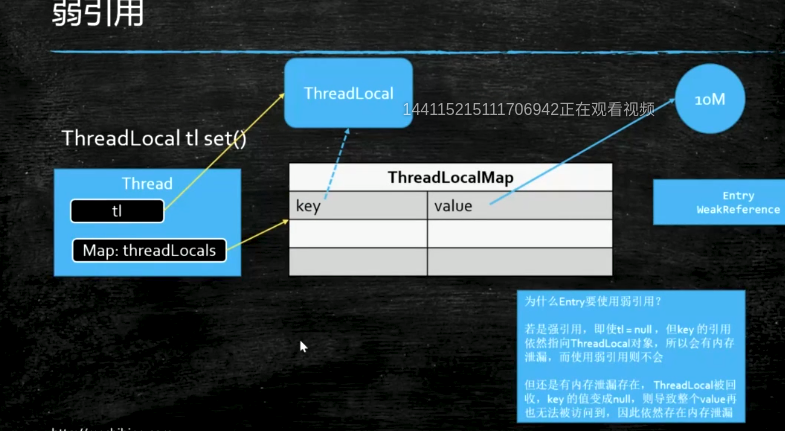 弱引用
ThreadLocal
144115215111706942正在观看视频
10M
ThreadLocal tl set()
Thread
tl
Map: threadLocals
ThreadLocalMap
key
value
Entry
WeakReference
为什么Entry要使用弱引用？
若是强引用，即使tl = null ，但key 的引用
依然指向ThreadLocal对象，所以会有内存
泄漏，而使用弱引用则不会
但还是有内存泄漏存在， ThreadLocal被回
收，key 的值变成null，则导致整个value再
也无法被访问到，因此依然存在内存泄漏